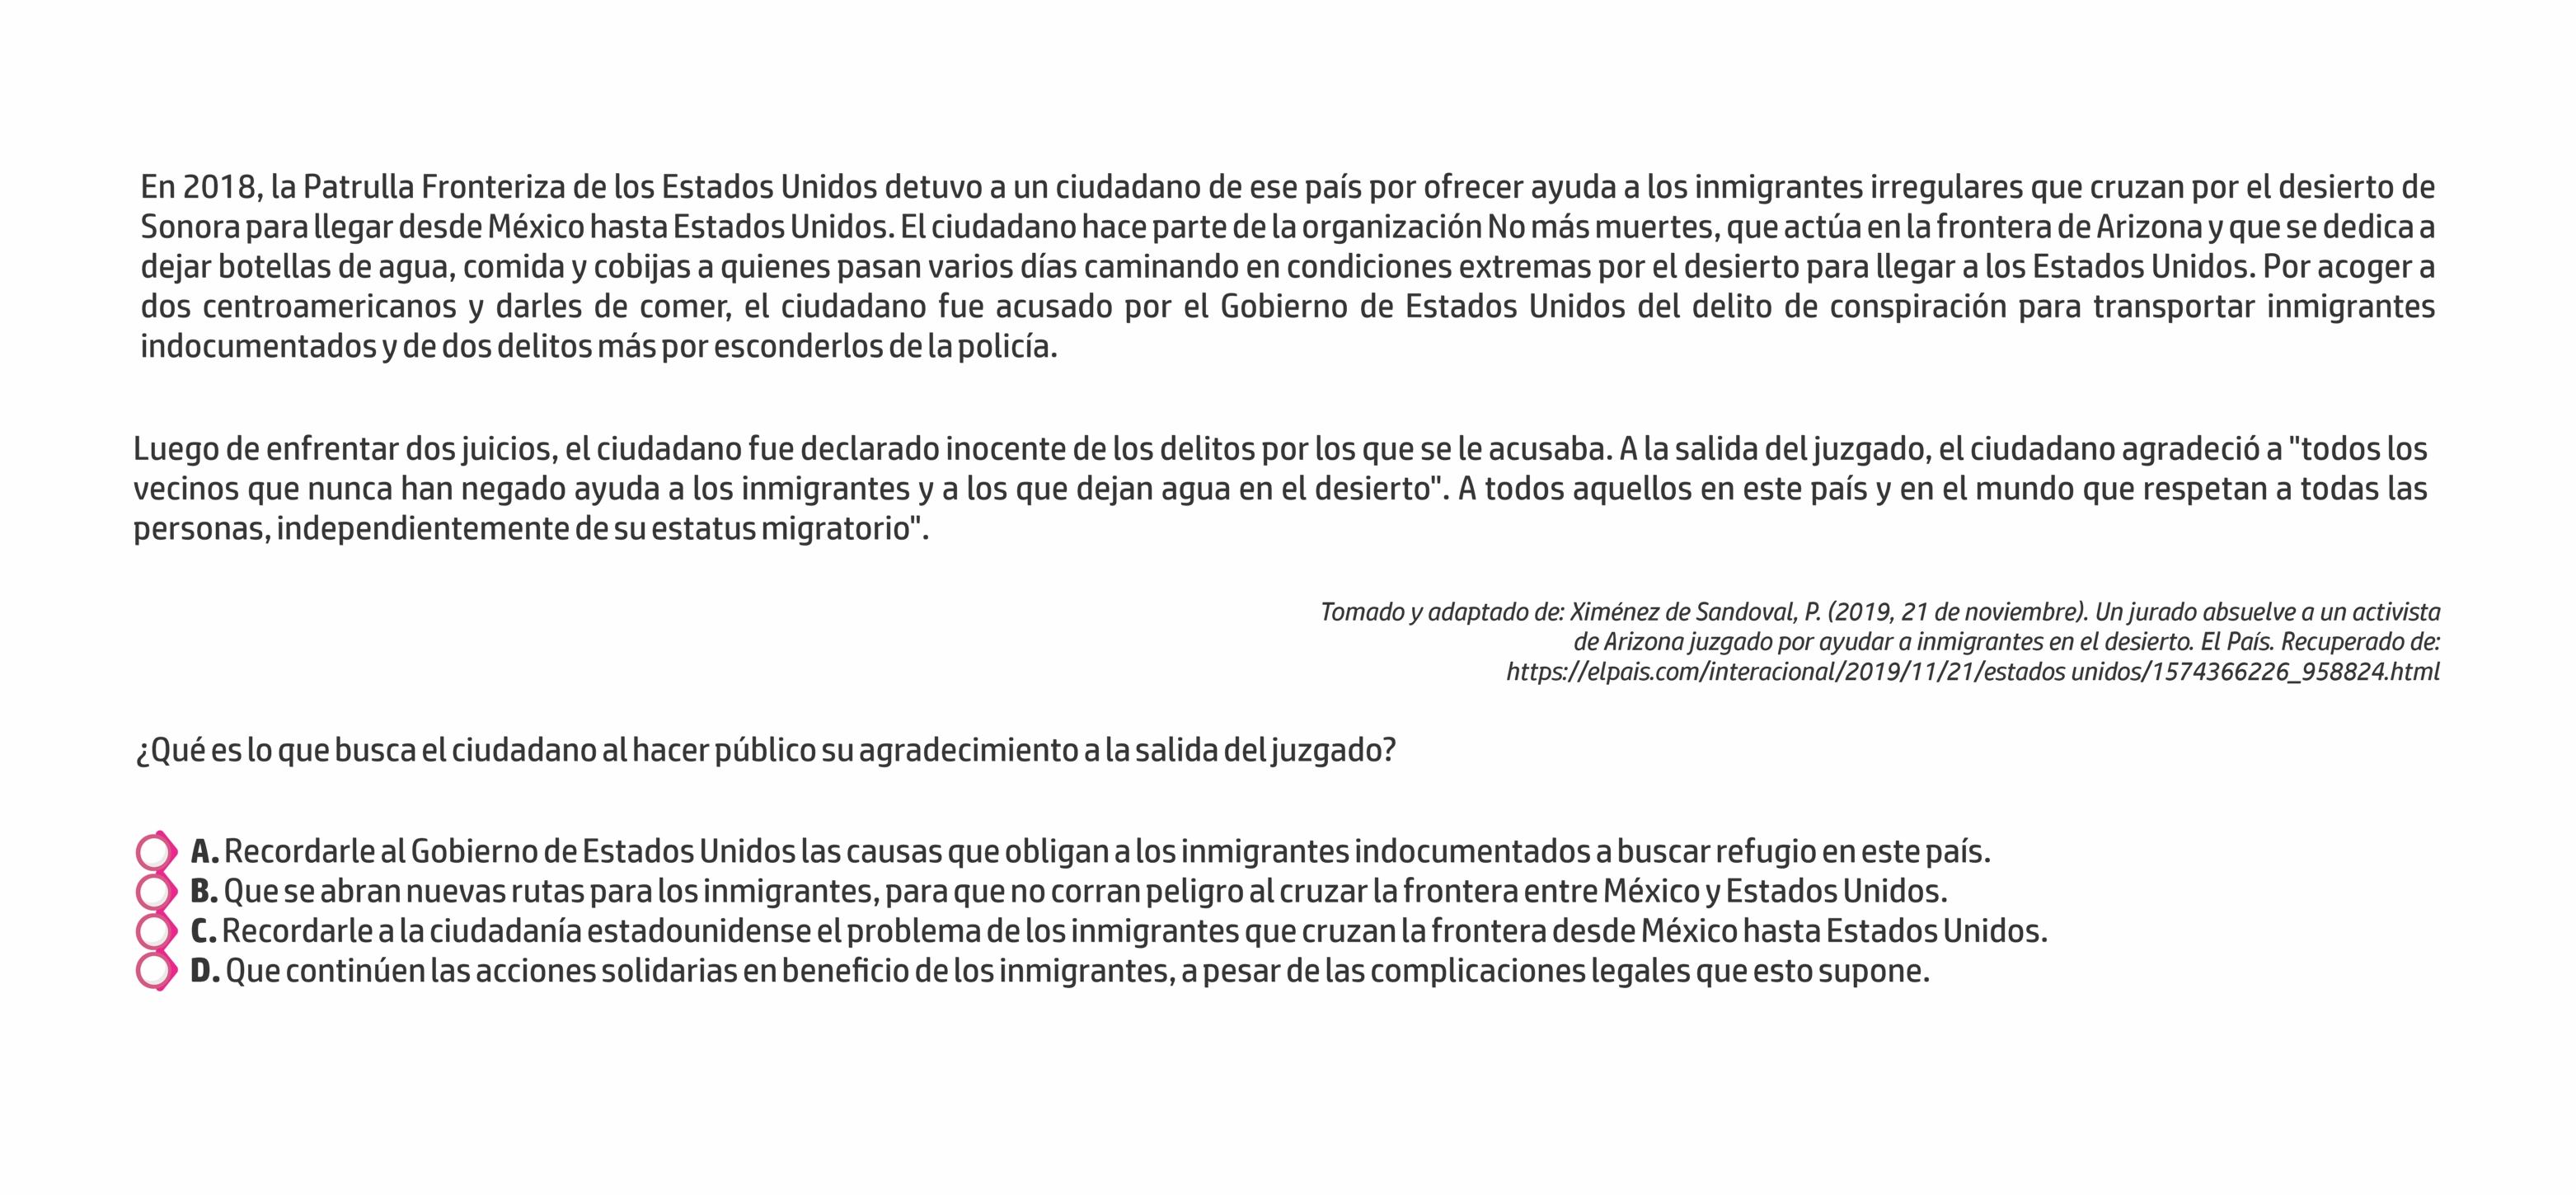 En 2018, la Patrulla Fronteriza de los Estados Unidos detuvo a un ciudadano de ese país por ofrecer ayuda a los inmigrantes irregulares que cruzan por el desierto de
Sonora para llegar desde México hasta Estados Unidos. El ciudadano hace parte de la organización No más muertes, que actúa en la frontera de Arizona y que se dedica a
dejar botellas de agua, comida y cobijas a quienes pasan varios días caminando en condiciones extremas por el desierto para llegar a los Estados Unidos. Por acoger a
dos centroamericanos y darles de comer, el ciudadano fue acusado por el Gobierno de Estados Unidos del delito de conspiración para transportar inmigrantes
indocumentados y de dos delitos más por esconderlos de la policía.
Luego de enfrentar dos juicios, el ciudadano fue declarado inocente de los delitos por los que se le acusaba. A la salida del juzgado, el ciudadano agradeció a "todos los
vecinos que nunca han negado ayuda a los inmigrantes y a los que dejan agua en el desierto". A todos aquellos en este país y en el mundo que respetan a todas las
personas, independientemente de su estatus migratorio".
Tomado y adaptado de: Ximénez de Sandoval, P. (2019, 21 de noviembre). Un jurado absuelve a un activista
de Arizona juzgado por ayudar a inmigrantes en el desierto. El País. Recuperado de:
https://elpais.com/interacional/2019/11/21/estados unidos/1574366226_958824.html
¿Qué es lo que busca el ciudadano al hacer público su agradecimiento a la salida del juzgado?
A. Recordarle al Gobierno de Estados Unidos las causas que obligan a los inmigrantes indocumentados a buscar refugio en este país.
B. Que se abran nuevas rutas para los inmigrantes, para que no corran peligro al cruzar la frontera entre México y Estados Unidos.
C. Recordarle a la ciudadanía estadounidense el problema de los inmigrantes que cruzan la frontera desde México hasta Estados Unidos.
D. Que continúen las acciones solidarias en beneficio de los inmigrantes, a pesar de las complicaciones legales que esto supone.